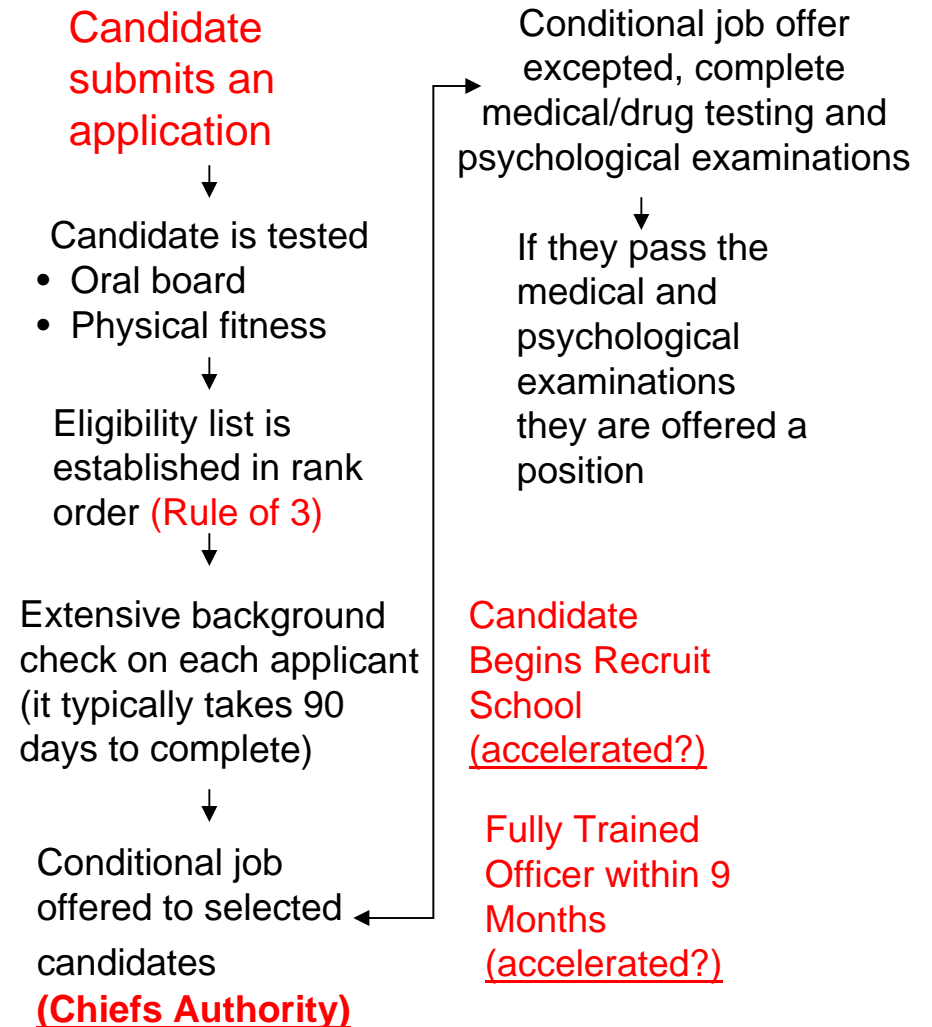 Candidate
submits an
application
Candidate is tested
• Oral board
• Physical fitness
Eligibility list is
established in rank
order (Rule of 3)
Extensive background
check on each applicant
(it typically takes 90
days to complete)
Conditional job
offered to selected
candidates
(Chiefs Authority)
Conditional job offer
excepted, complete
medical/drug testing and
psychological examinations
If they pass the
medical and
psychological
examinations
they are offered a
position
Candidate
Begins Recruit
School
(accelerated?)
Fully Trained
Officer within 9
Months
(accelerated?)